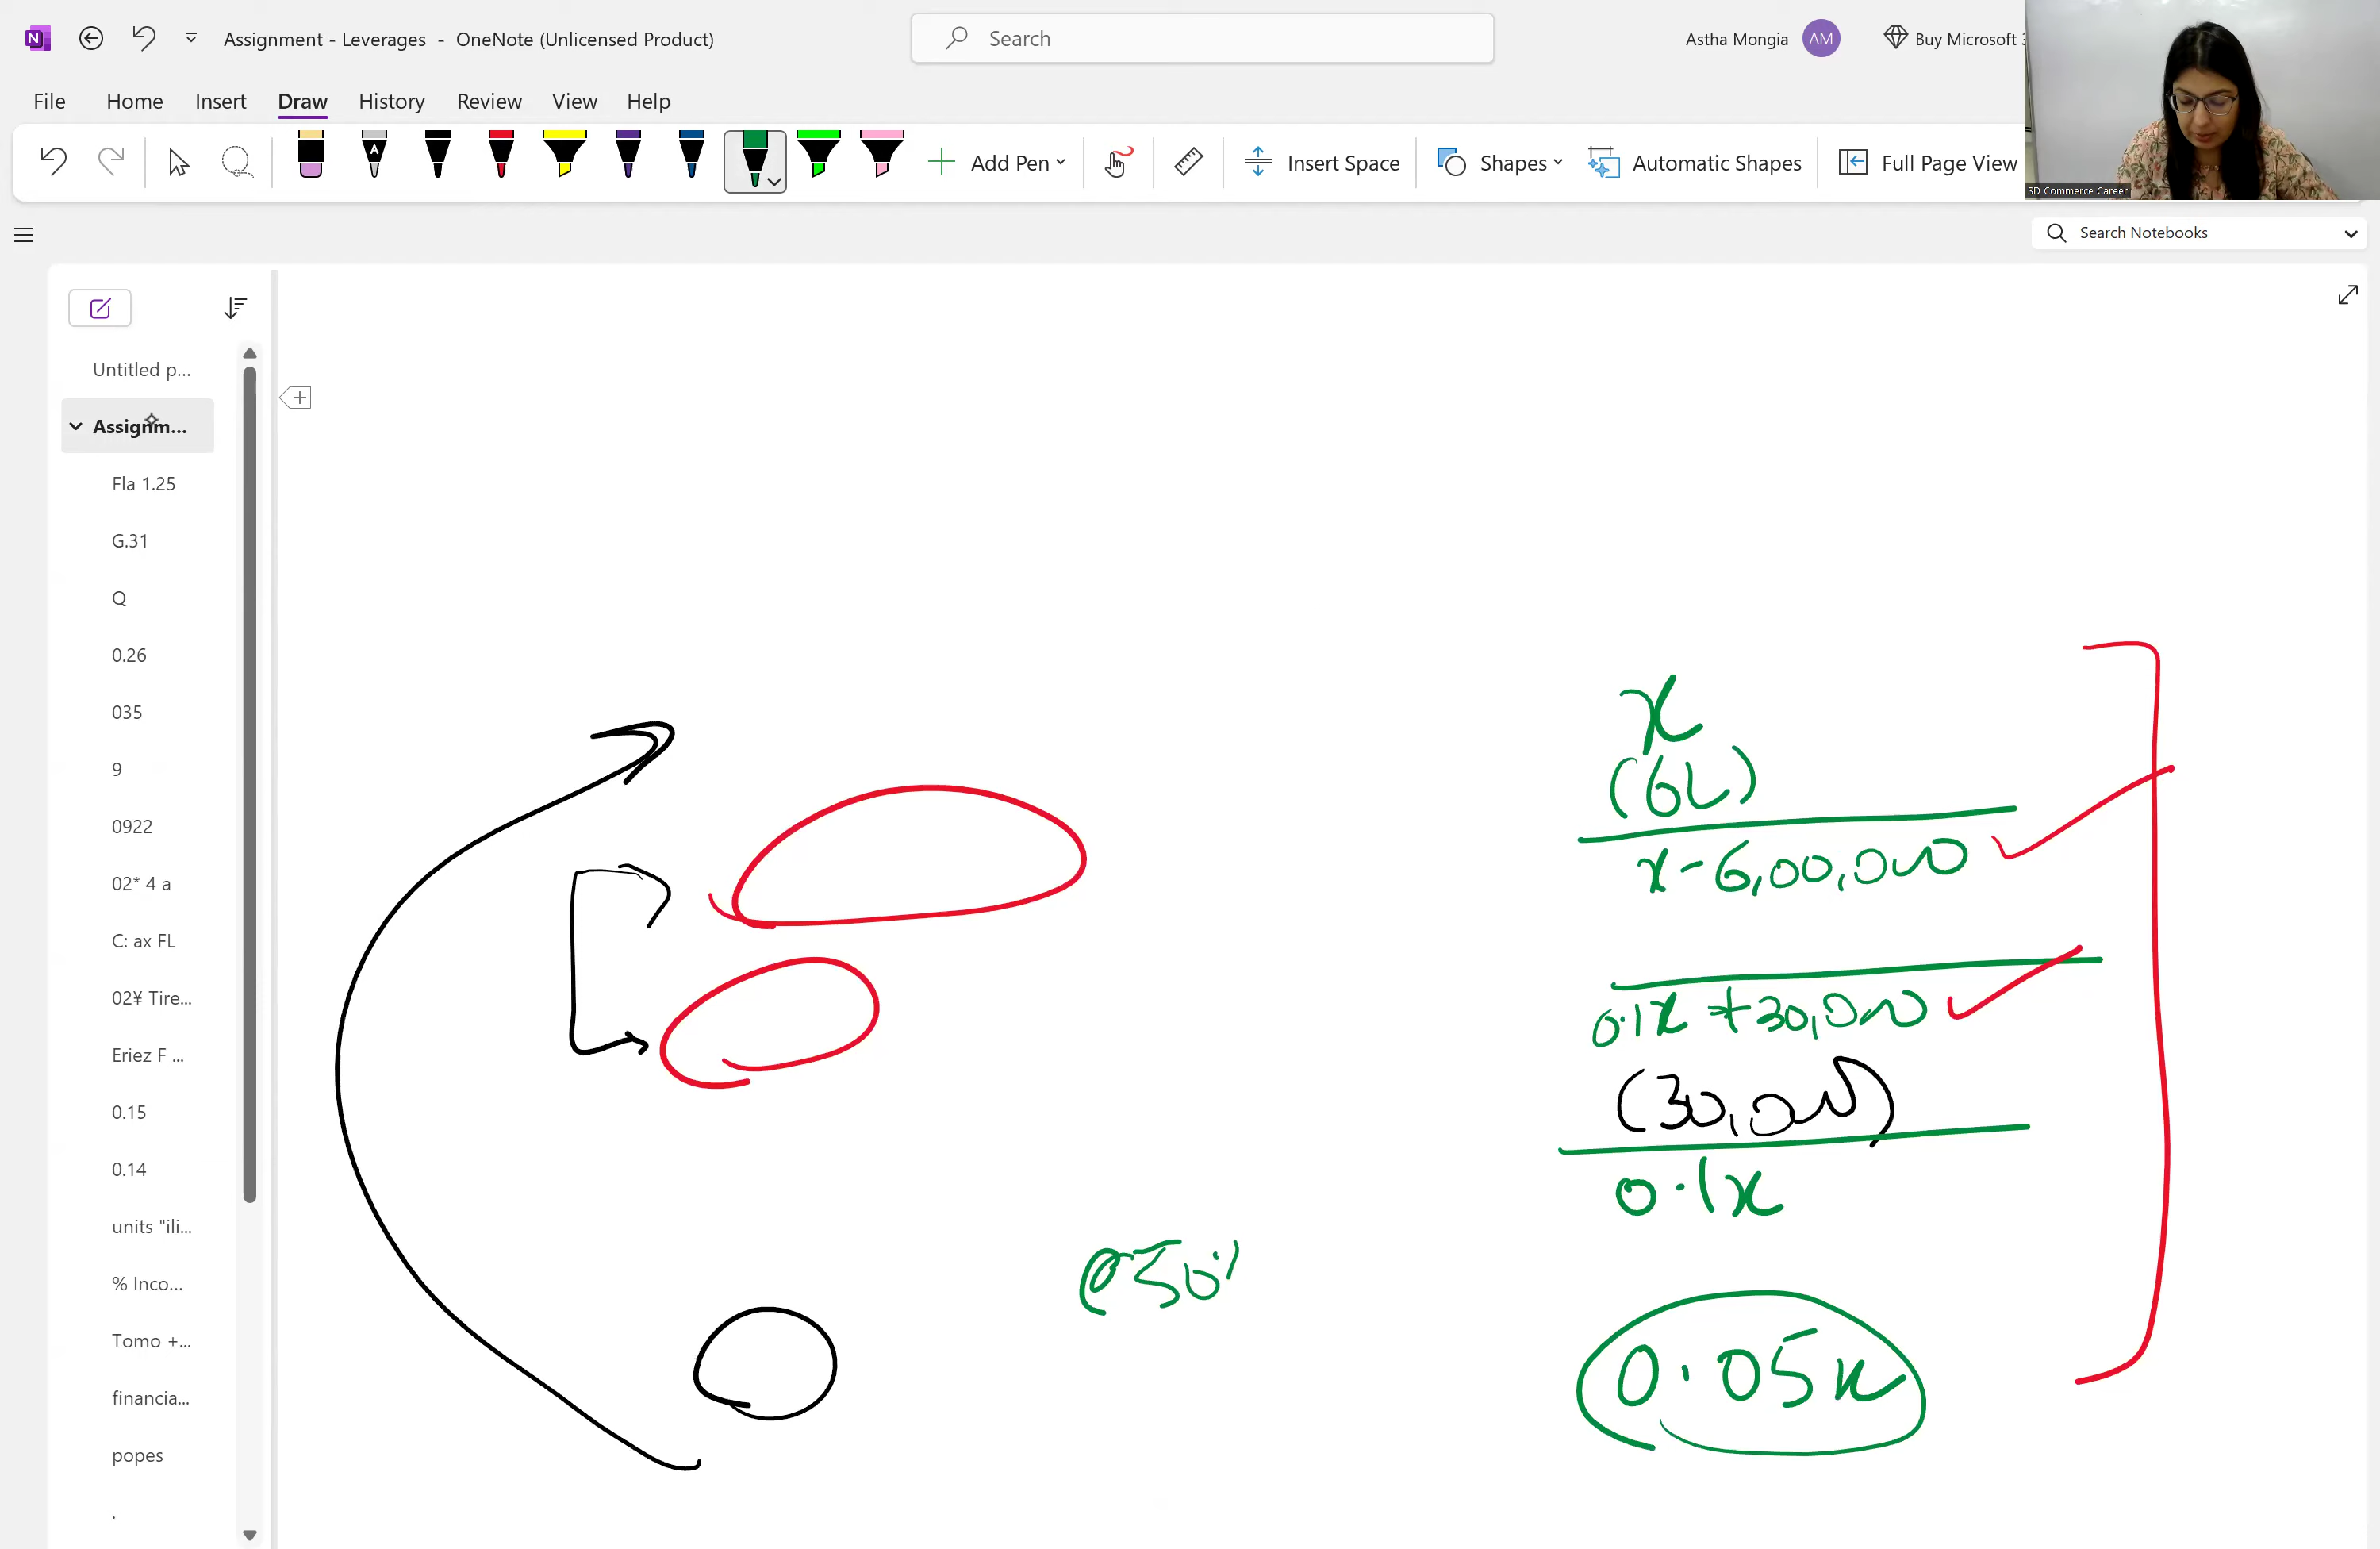 Assignment - Leverages - OneNote (Unlicensed Product)
Search
Astha Mongia AM
Buy Microsoft
File Home Insert Draw History Review View Help
Add Pen
Insert Space
Shapes
Automatic Shapes
Full Page View
SD Commerce Career
Search Notebooks
Untitled p...
Assignm...
Fla 1.25
G.31
Q
0.26
035
9
0922
02* 4 a
C: ax FL
02¥ Tire...
Eriez F ...
0.15
0.14
units "ili...
% Inco...
Tomo +...
financia...
popes
.
x
(6L)
x - 6,00,000
0.1x + 30,000
(30,000)
0.1x
@50%
0.05x